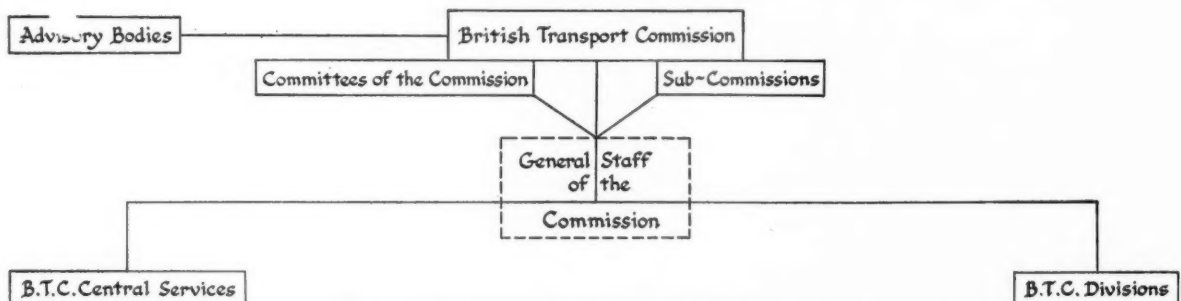 Advisory Bodies
British Transport Commission
Committees of the Commission
Sub-Commissions
General Staff
of the
Commission
B.T.C. Central Services
B.T.C. Divisions